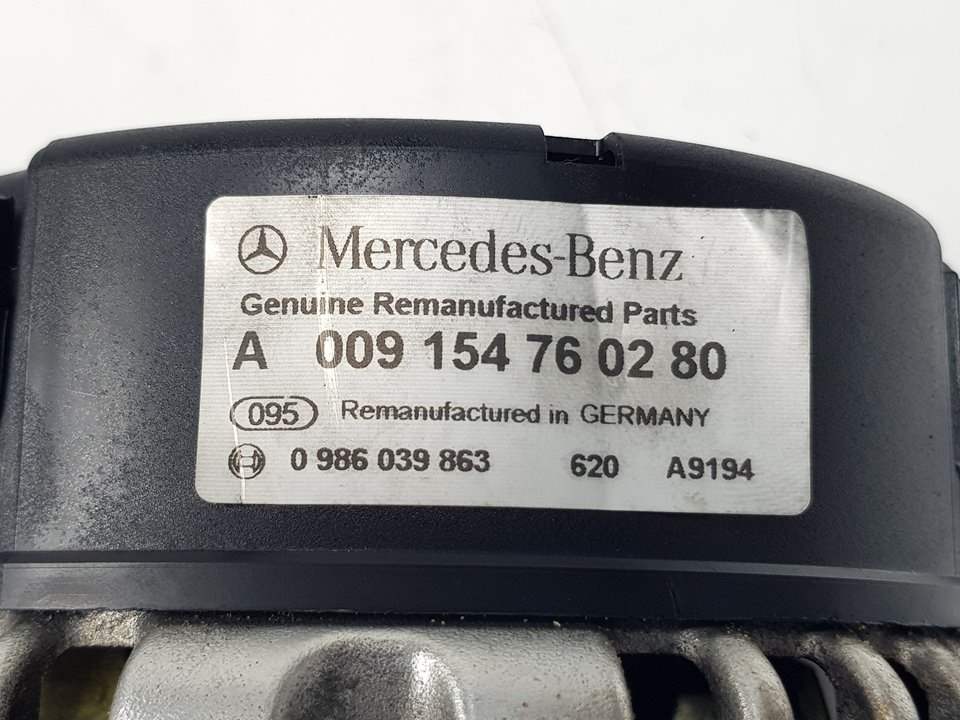 Mercedes-Benz
Genuine Remanufactured Parts
A 009 154 76 02 80
095 Remanufactured in GERMANY
0 986 039 863 620 A9194